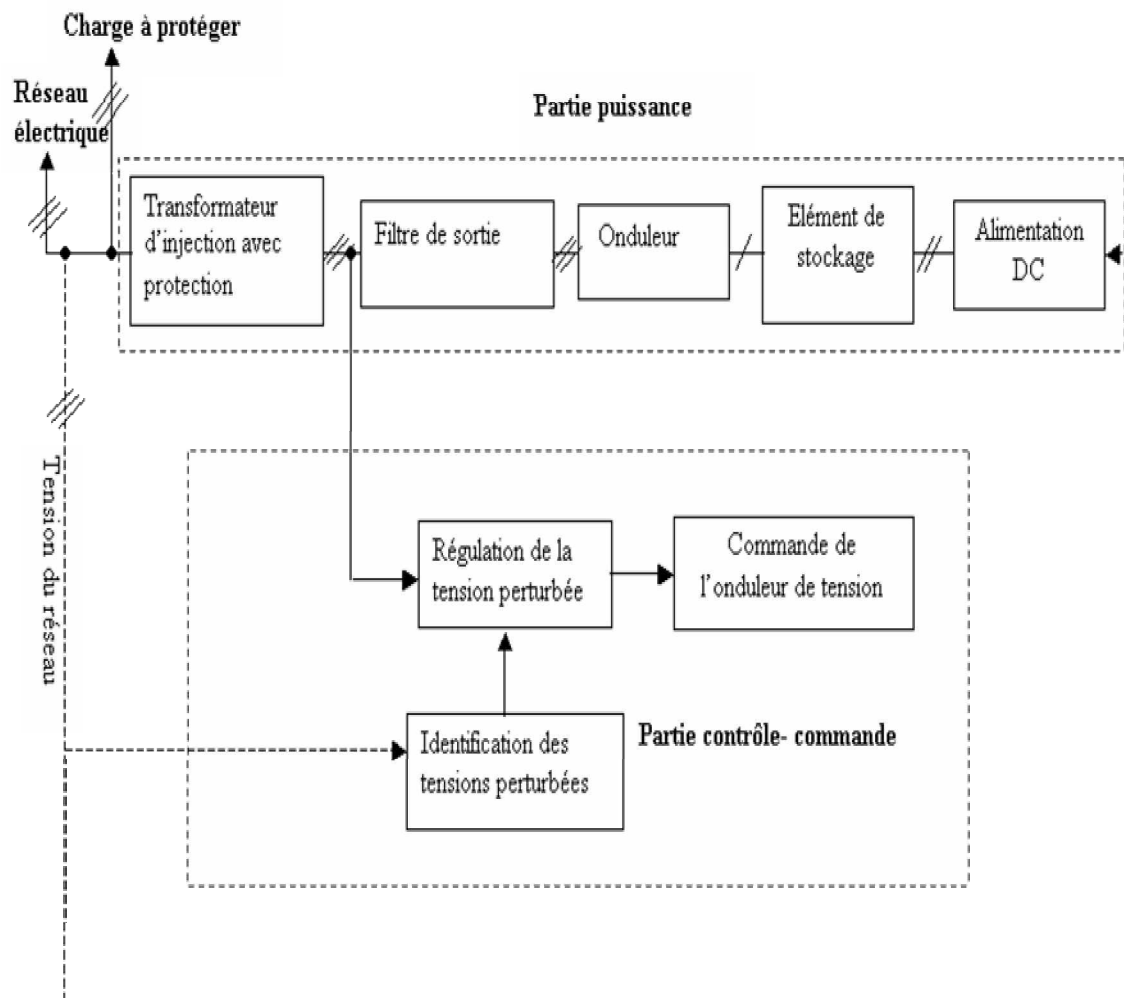 Charge à protéger
Réseau
électrique
Partie puissance
Transformateur
d'injection avec
protection
Filtre de sortie
Onduleur
Elément de
stockage
Alimentation
DC
Tension du réseau
Régulation de la
tension perturbée
Commande de
l'onduleur de tension
Identification des
tensions perturbées
Partie contrôle- commande